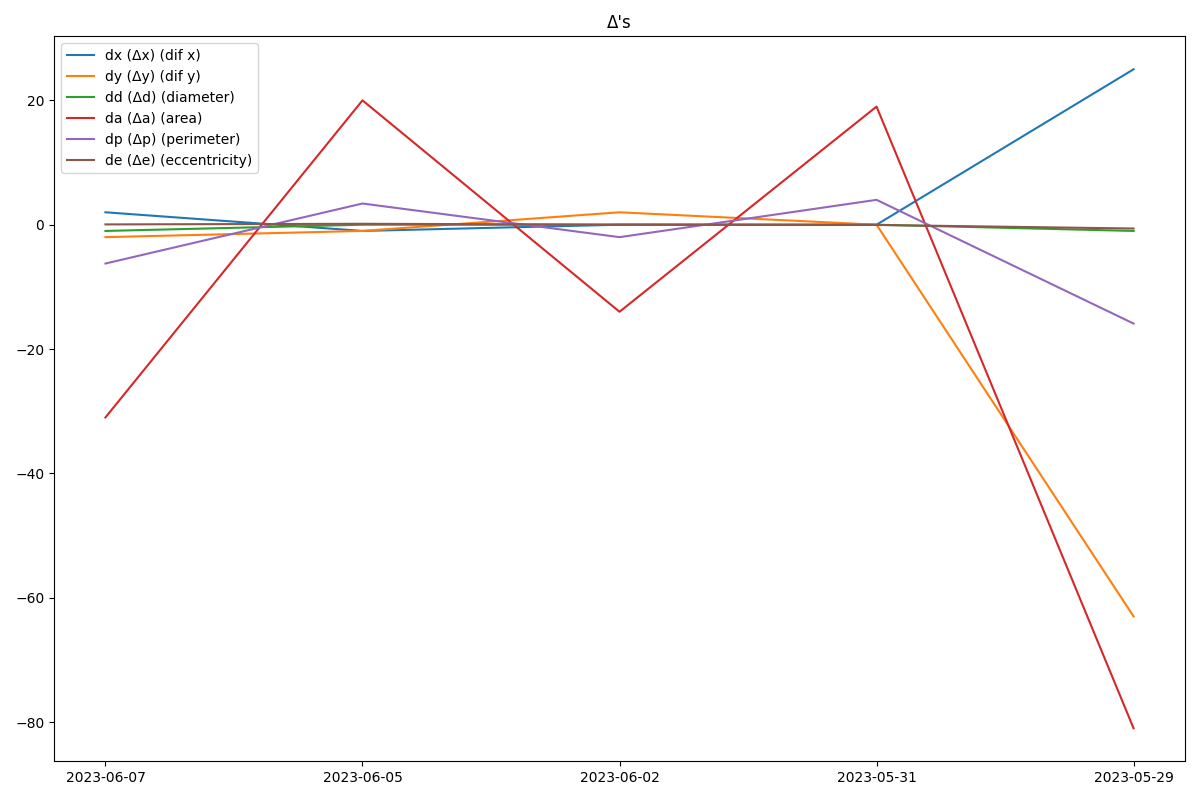 Δ's
dx (Δx) (dif x)
dy (Δy) (dif y)
dd (Δd) (diameter)
da (Δa) (area)
dp (Δp) (perimeter)
de (Δe) (eccentricity)
20
0
−20
−40
−60
−80
2023-06-07 2023-06-05 2023-06-02 2023-05-31 2023-05-29